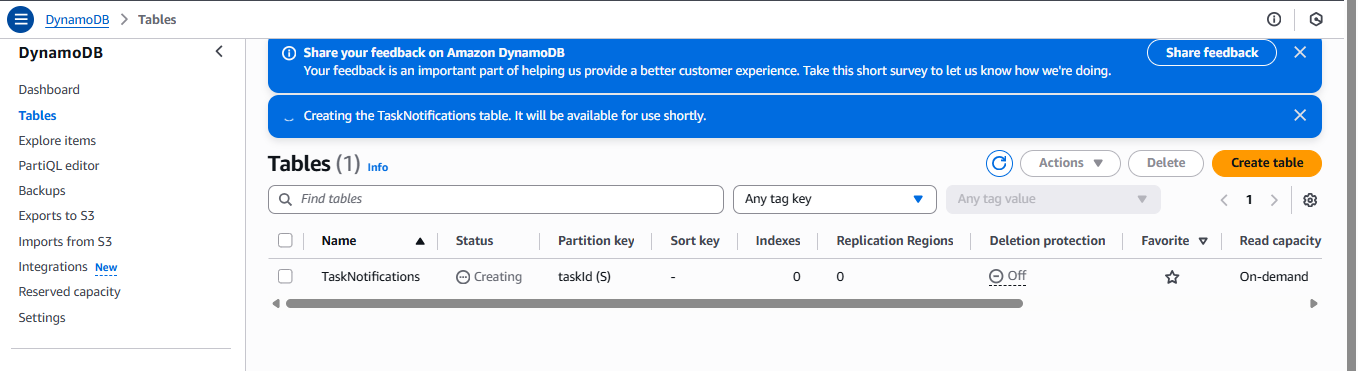 DynamoDB > Tables
DynamoDB
Dashboard
Tables
Explore items
PartiQL editor
Backups
Exports to S3
Imports from S3
Integrations New
Reserved capacity
Settings
Share your feedback on Amazon DynamoDB
Your feedback is an important part of helping us provide a better customer experience. Take this short survey to let us know how we're doing.
Share feedback
Creating the TaskNotifications table. It will be available for use shortly.
Tables (1) Info
Actions Delete Create table
Find tables Any tag key Any tag value 1
Name Status Partition key Sort key Indexes Replication Regions Deletion protection Favorite Read capacity
TaskNotifications Creating taskId (S) - 0 0 Off On-demand